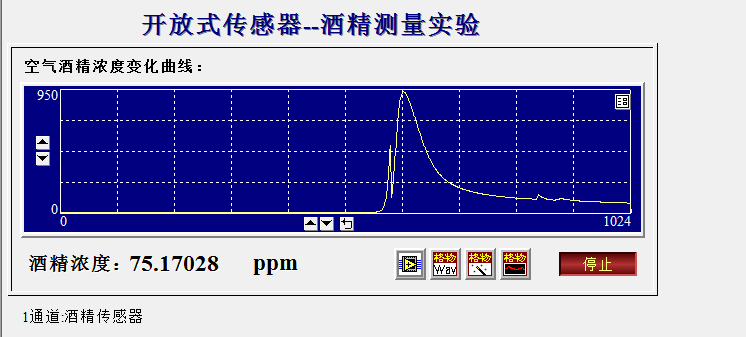 开放式传感器--酒精测量实验
空气酒精浓度变化曲线：
950
0
0 1024
酒精浓度：75.17028 ppm
格物 Wav 格物 格物
停止
1通道:酒精传感器